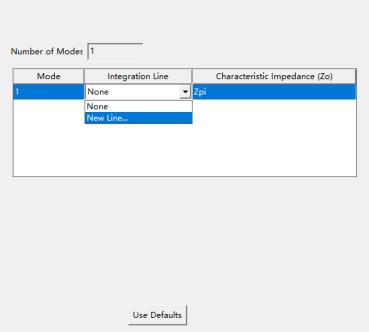 Number of Modes 1
Mode Integration Line Characteristic Impedance (Zo)
1 None Zpi
None
New Line...
Use Defaults